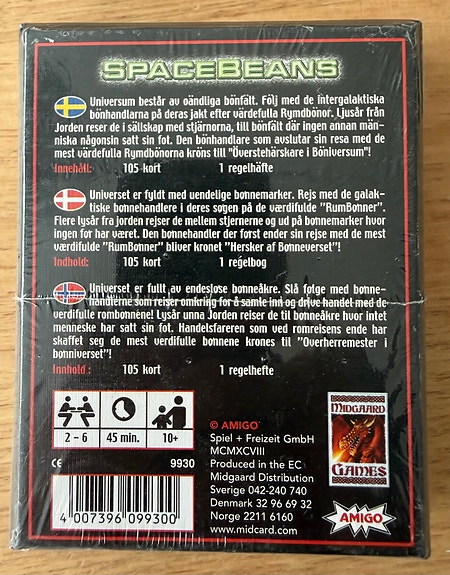 SPACEBEANS
Universum består av oändliga bönfält. Följ med de intergalaktiska
bönhandlarna på deras jakt efter värdefulla Rymdbönor. Ljusår från
Jorden reser de i sällskap med stjärnorna, till bönfält där ingen annan män-
niska någonsin satt sin fot. Den bönhandlare som avslutar sin resa med de
mest värdefulla Rymdbönorna kröns till "Överstehärskare i Böniversum"!
Innehåll: 105 kort 1 regelhäfte
Universet er fyldt med uendelige bønnemarker. Rejs med de galak-
tiske bønnehandlere i deres søgen på de værdifulde "RumBønner".
Flere lysår fra jorden rejser de mellem stjernerne og ud på bønnemarker hvor
ingen for har været. Den bønnehandler der først ender sin rejse med de mest
værdifulde "RumBønner" bliver kronet "Hersker af Bønneverset"!
Indhold: 105 kort 1 regelbog
Universet er fullt av endesløse bønneåkre. Slå følge med bønne-
handlerne som reiser omkring for å samle inn og drive handel med de
verdifulle rombønnene! Lysår unna Jorden reiser de til bønneåkre hvor intet
menneske har satt sin fot. Handelsfareren som ved romreisens ende har
skaffet seg de mest verdifulle bønnene krones til "Overherremester i
bønniverset"!
Innhold : 105 kort 1 regelhefte
2 – 6 45 min. 10+
CE 9930
4 007396 099300
© AMIGO
Spiel + Freizeit GmbH
MCMXCVIII
Produced in the EC
Midgaard Distribution
Sverige 042-240 740
Danmark 32 96 69 32
Norge 2211 6160
www.midcard.com
MIDGAARD
GAMES
AMIGO